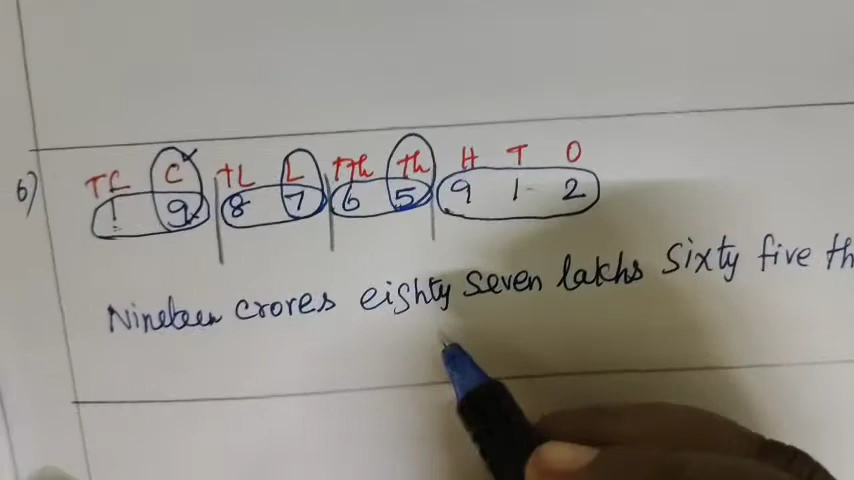 6)
TC C TL L TTh Th H T O
1 9 8 7 6 5 9 1 2
Nineteen crores eighty seven lakhs Sixty five th